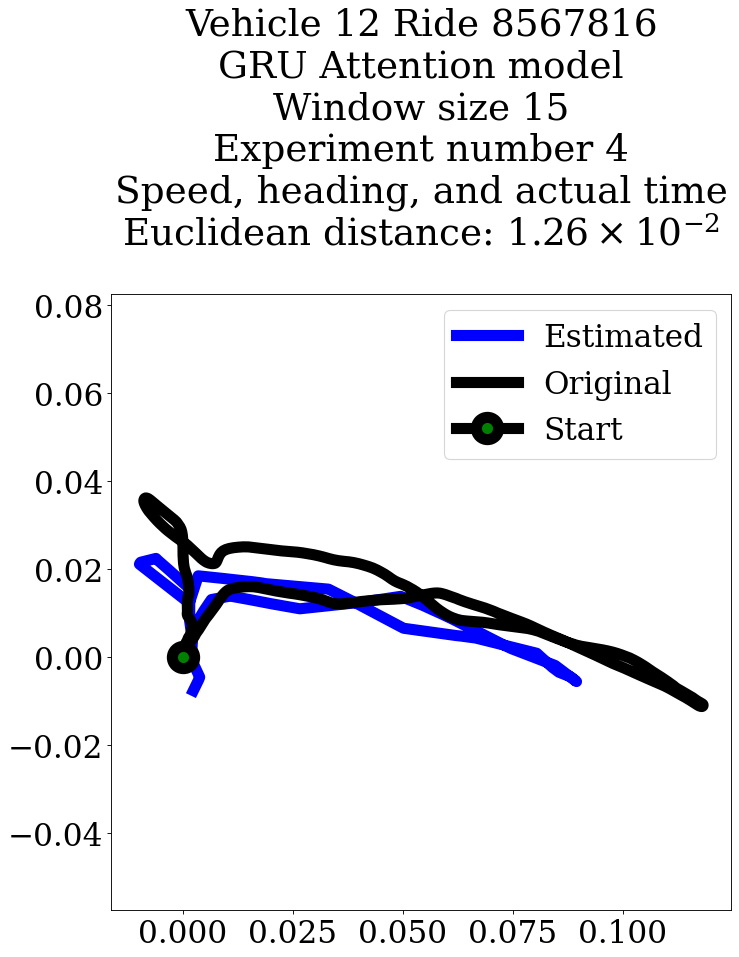 Vehicle 12 Ride 8567816
GRU Attention model
Window size 15
Experiment number 4
Speed, heading, and actual time
Euclidean distance: 1.26 × 10⁻²
Estimated
Original
Start
0.08
0.06
0.04
0.02
0.00
−0.02
−0.04
0.000 0.025 0.050 0.075 0.100